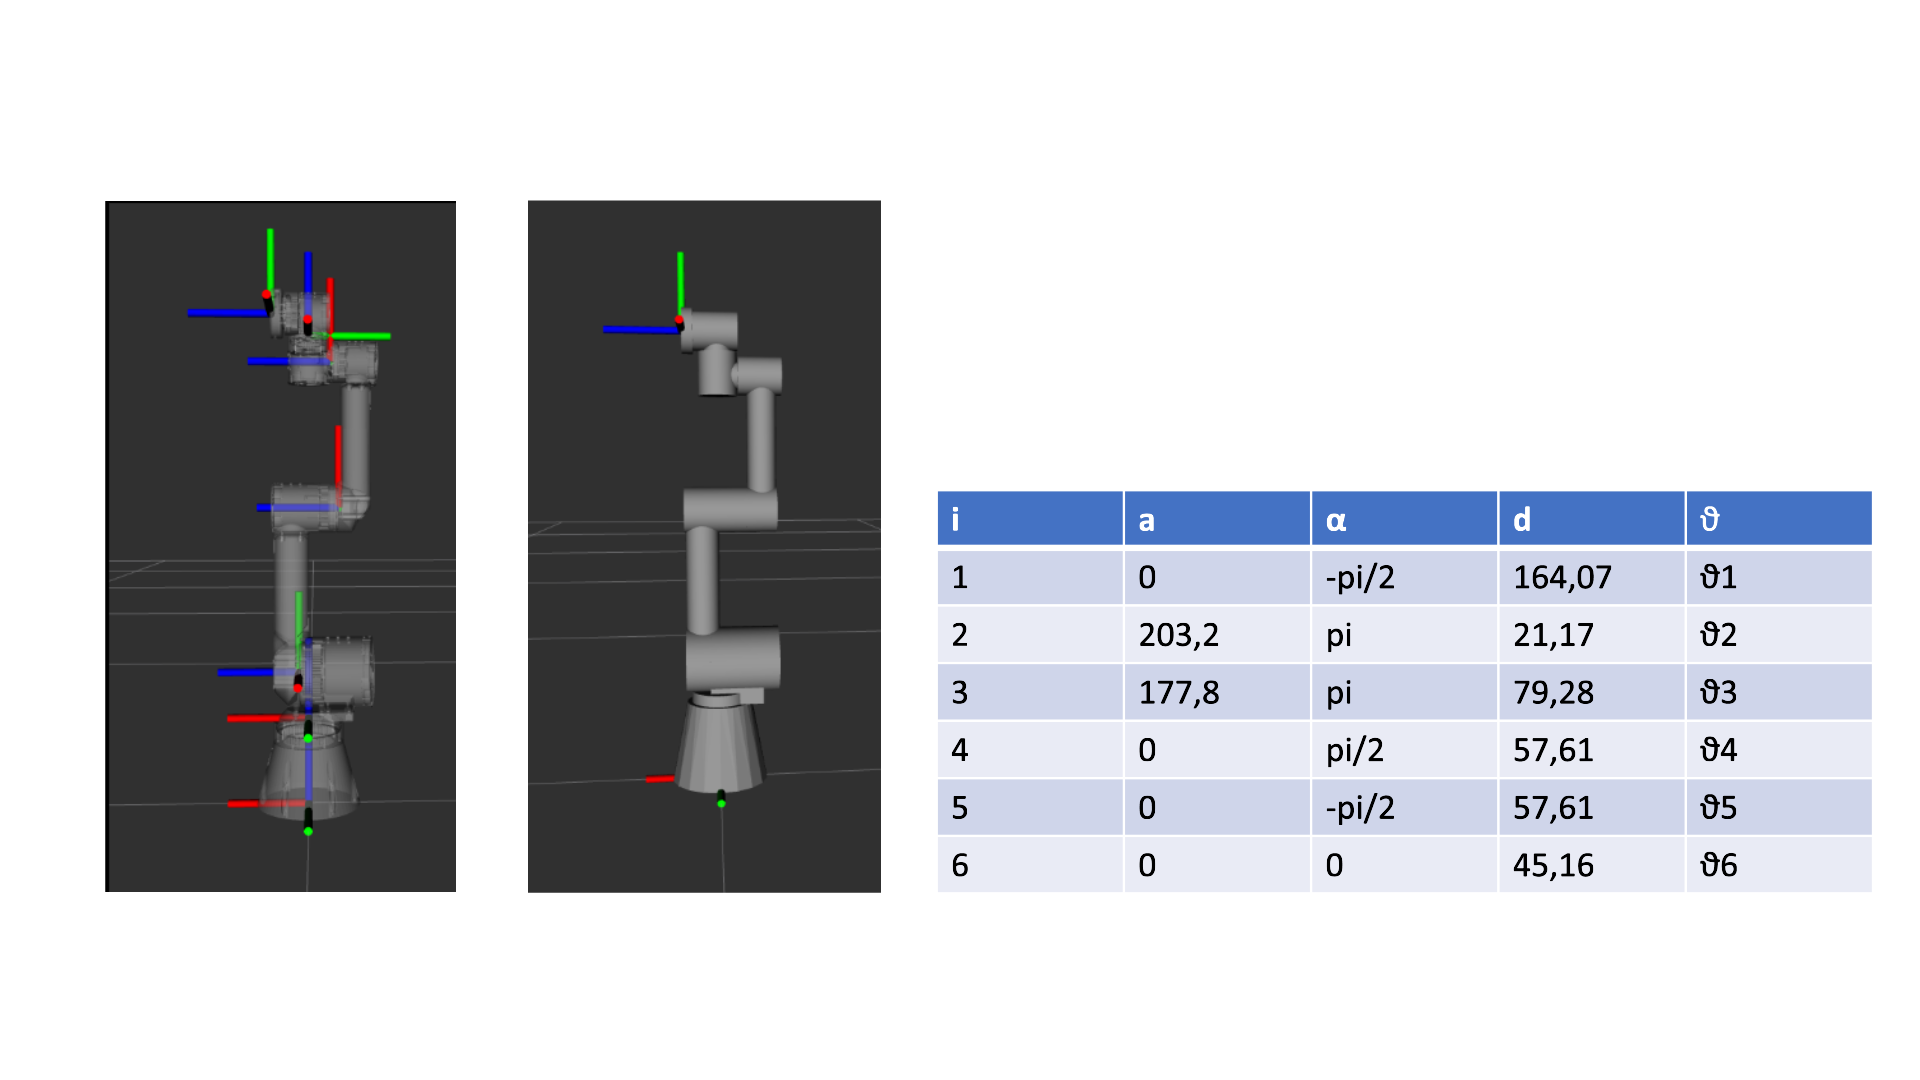 i a α d ϑ
1 0 -pi/2 164,07 ϑ1
2 203,2 pi 21,17 ϑ2
3 177,8 pi 79,28 ϑ3
4 0 pi/2 57,61 ϑ4
5 0 -pi/2 57,61 ϑ5
6 0 0 45,16 ϑ6